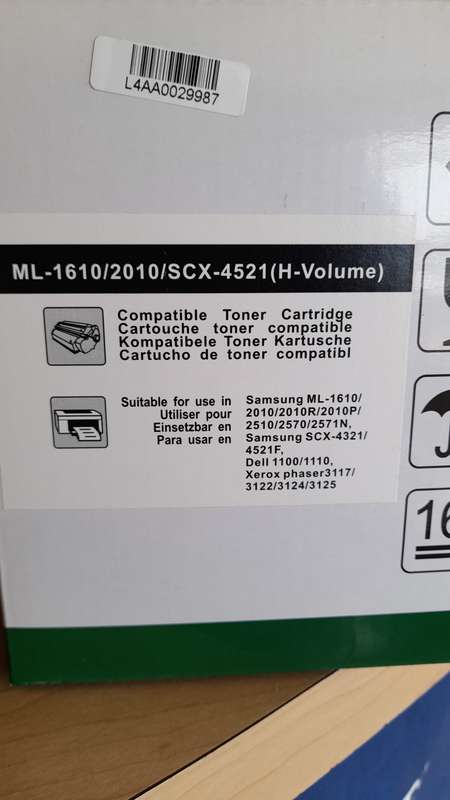 L4AA0029987
ML-1610/2010/SCX-4521(H-Volume)
Compatible Toner Cartridge
Cartouche toner compatible
Kompatibele Toner Kartusche
Cartucho de toner compatibl
Suitable for use in
Utiliser pour
Einsetzbar en
Para usar en
Samsung ML-1610/
2010/2010R/2010P/
2510/2570/2571N,
Samsung SCX-4321/
4521F,
Dell 1100/1110,
Xerox phaser3117/
3122/3124/3125
16